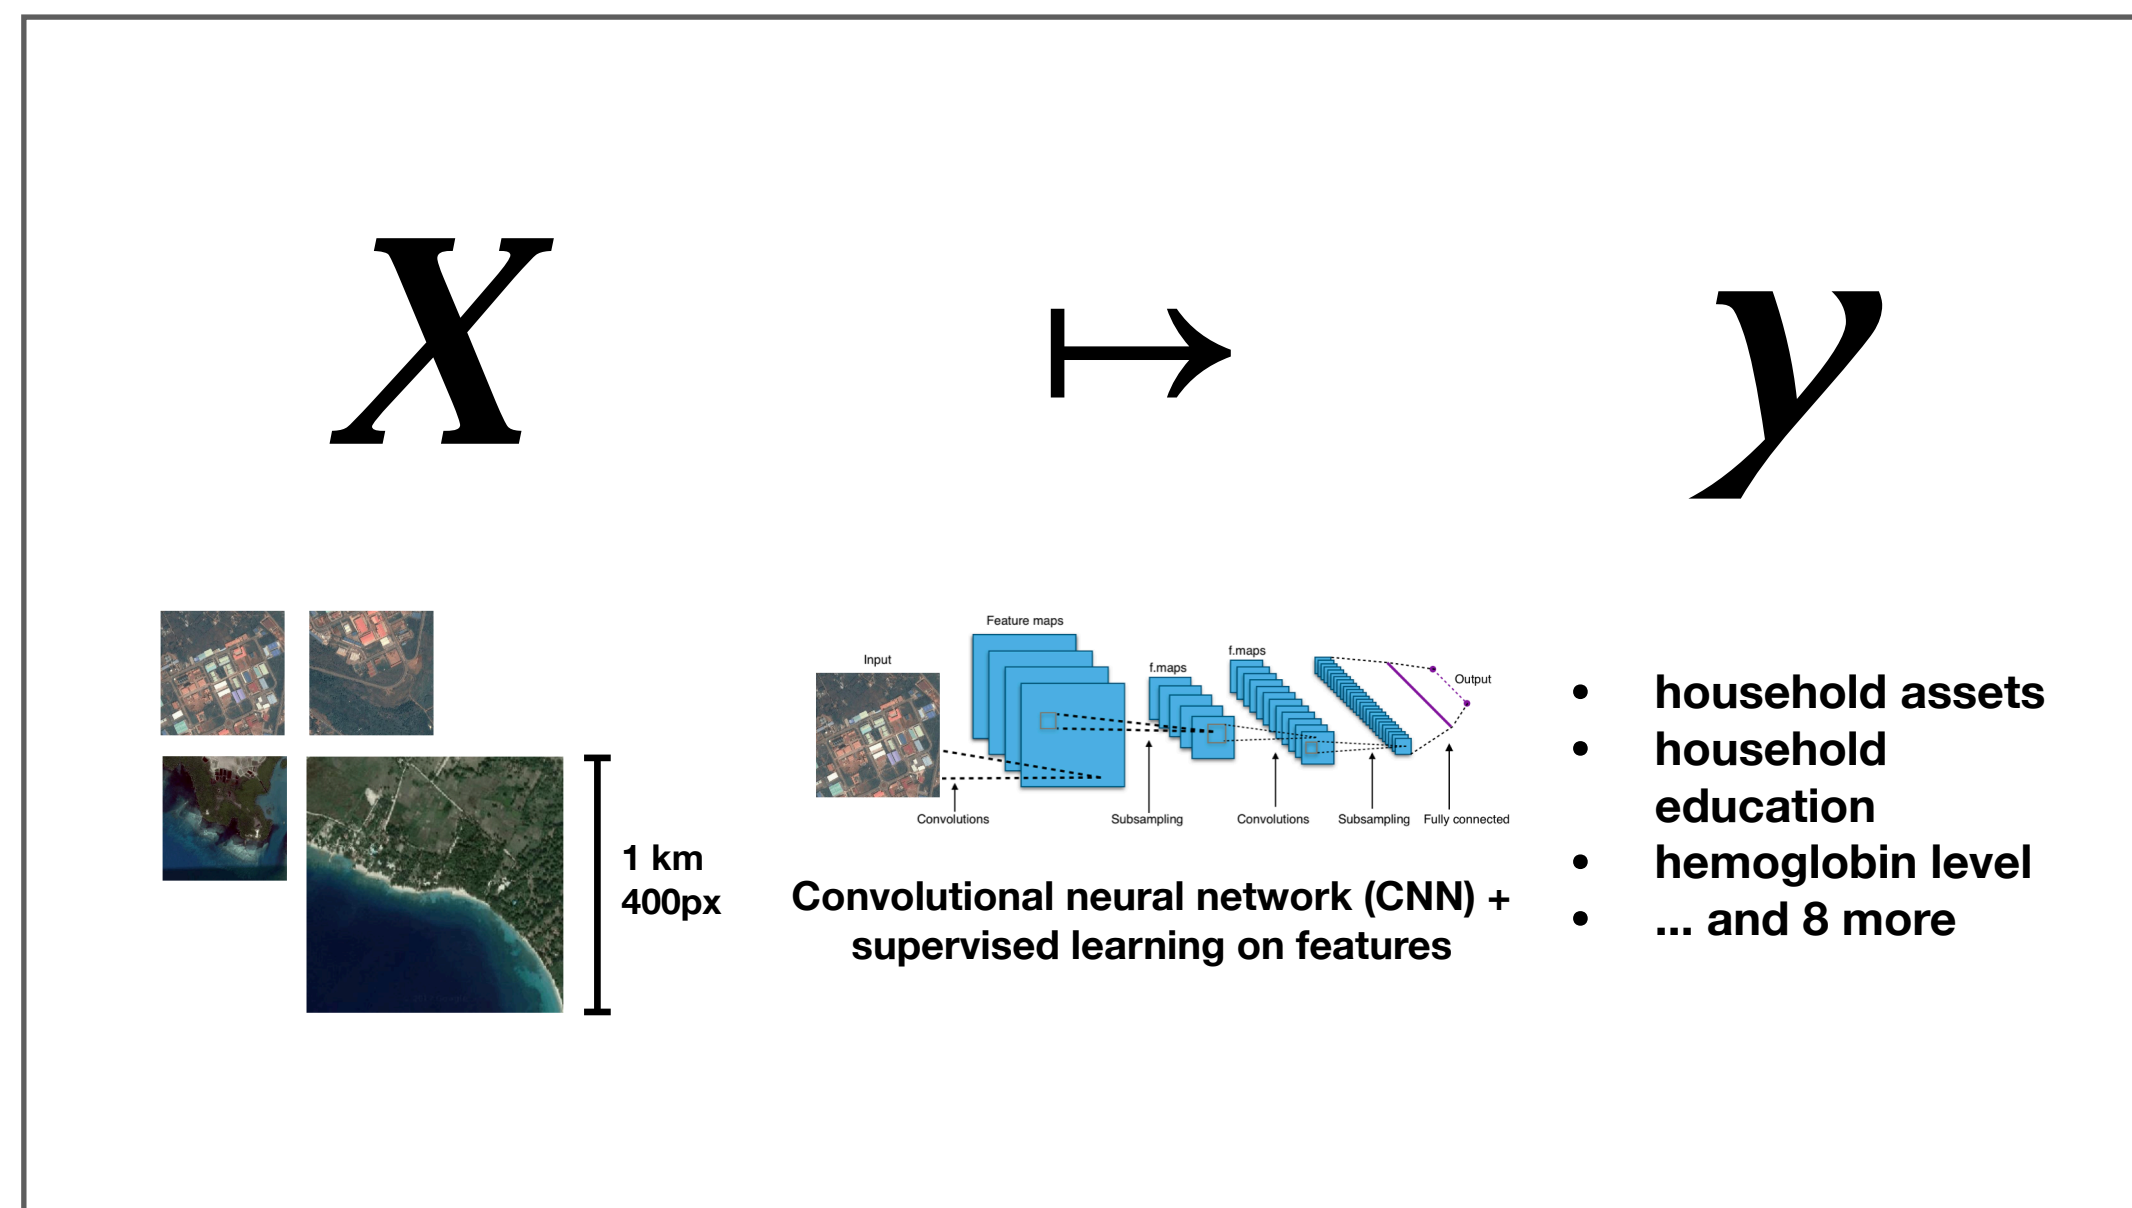 X ↦ y
1 km
400px
Feature maps
Input
f.maps
f.maps
Output
Convolutions
Subsampling
Convolutions
Subsampling
Fully connected
Convolutional neural network (CNN) +
supervised learning on features
• household assets
• household
education
• hemoglobin level
• ... and 8 more